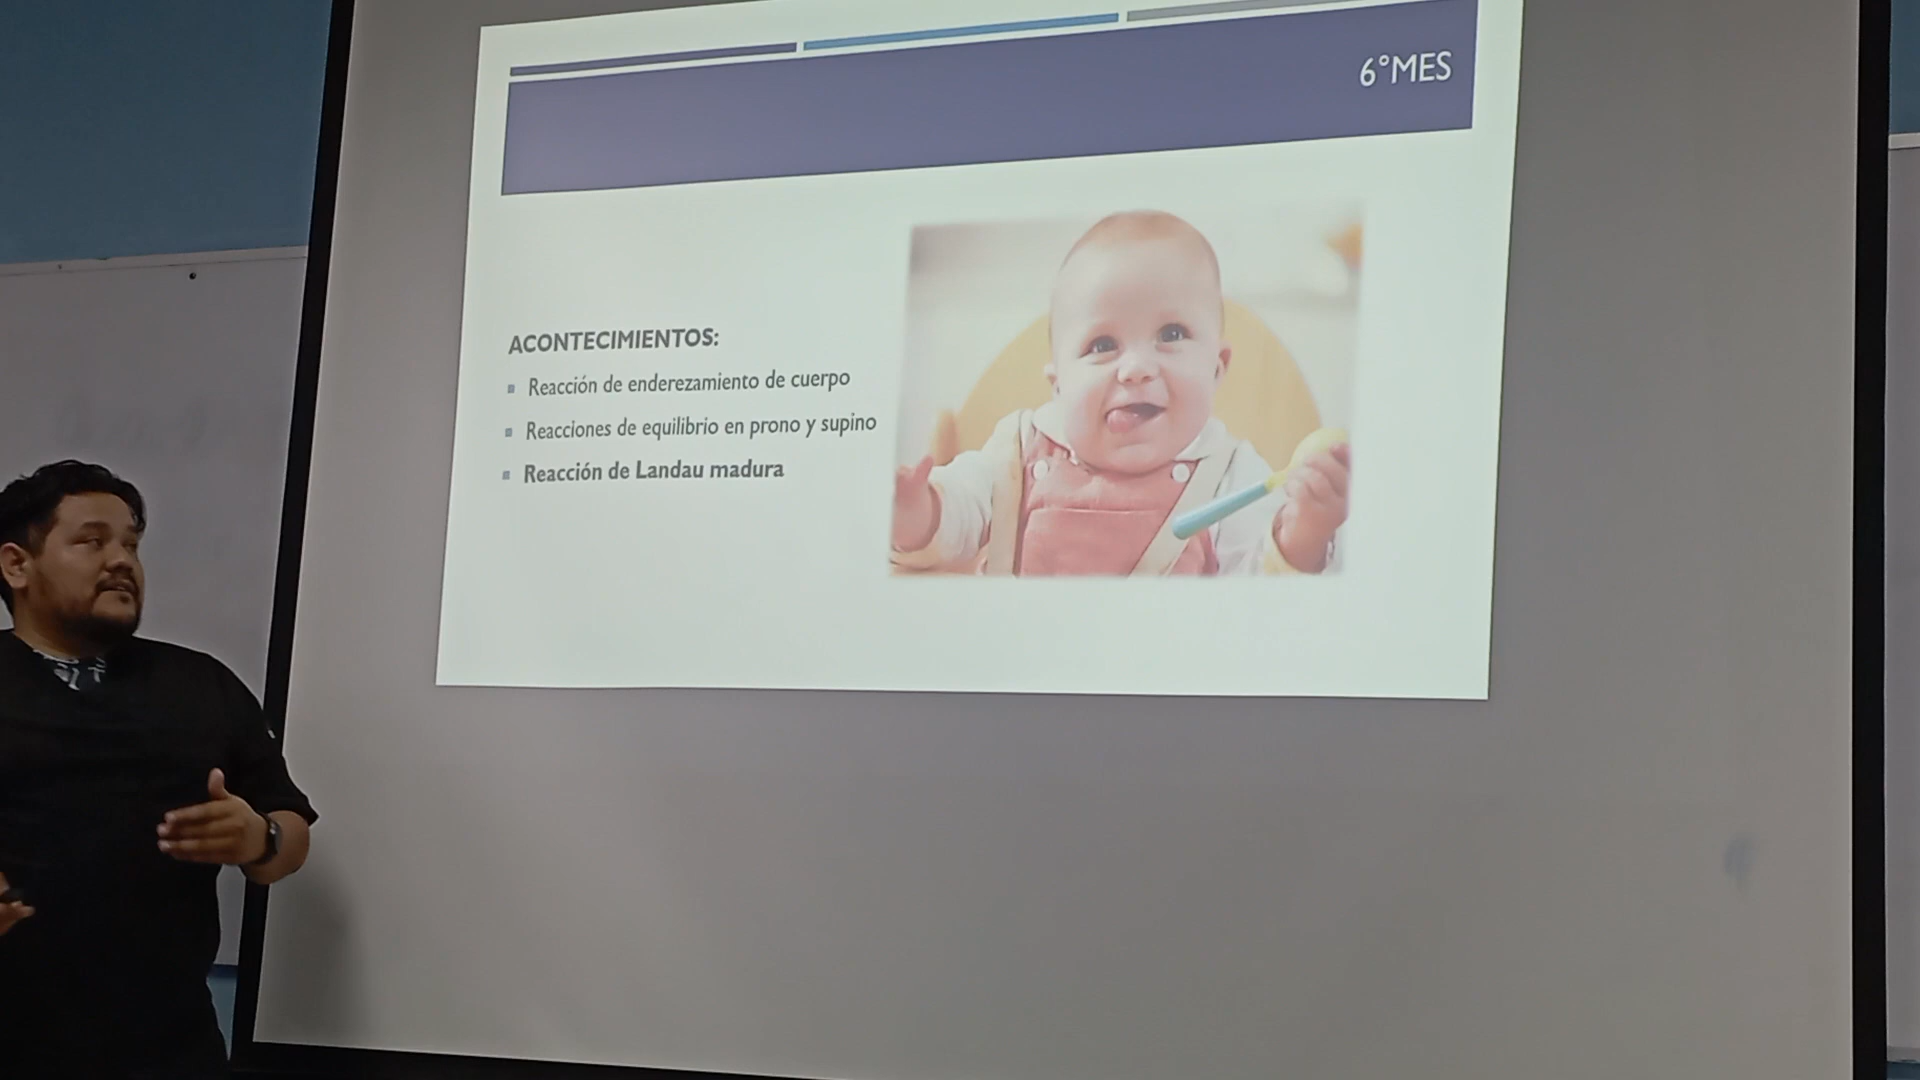 6°MES
ACONTECIMIENTOS:
Reacción de enderezamiento de cuerpo
Reacciones de equilibrio en prono y supino
Reacción de Landau madura